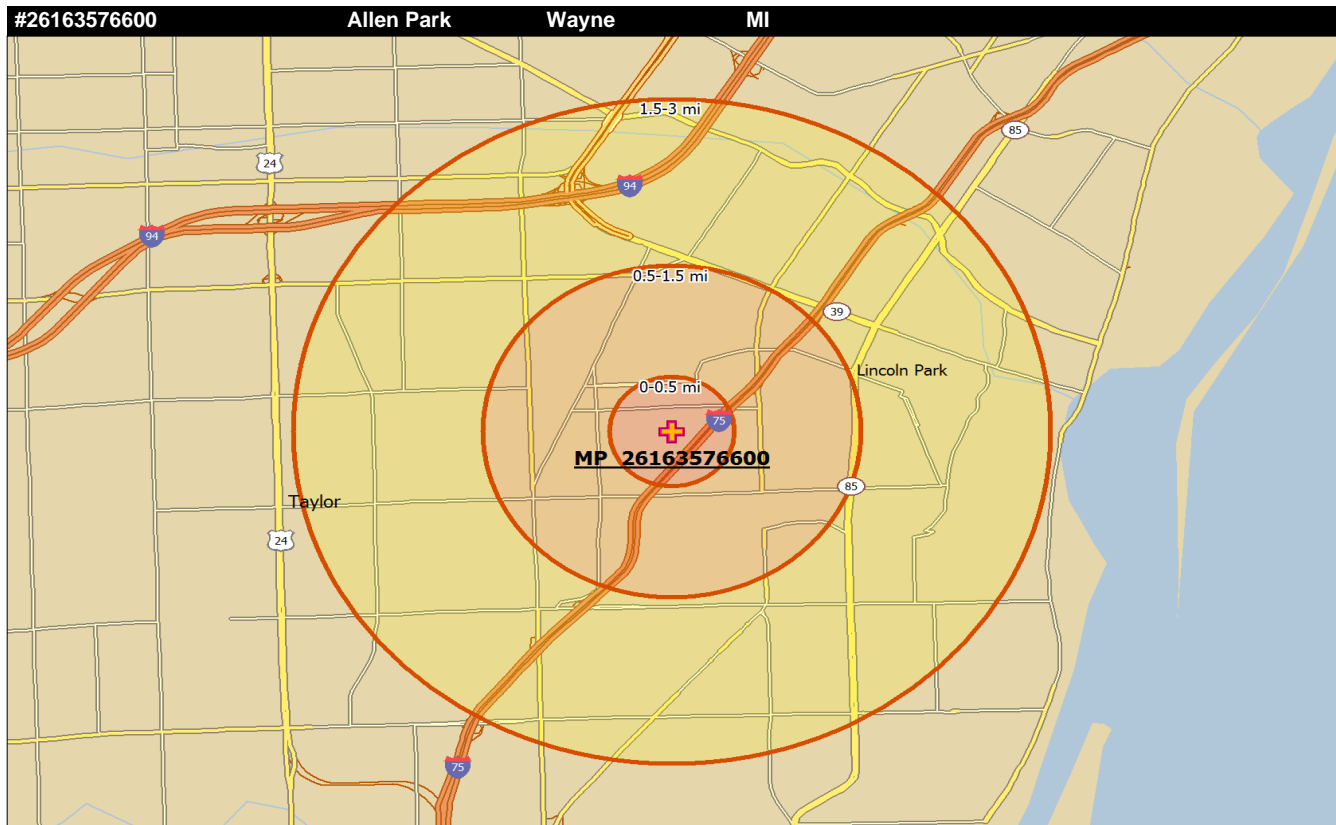 #26163576600 Allen Park Wayne MI
1.5-3 mi
85
24
94
94
0.5-1.5 mi
39
Lincoln Park
0-0.5 mi
75
MP 26163576600
85
Taylor
24
75